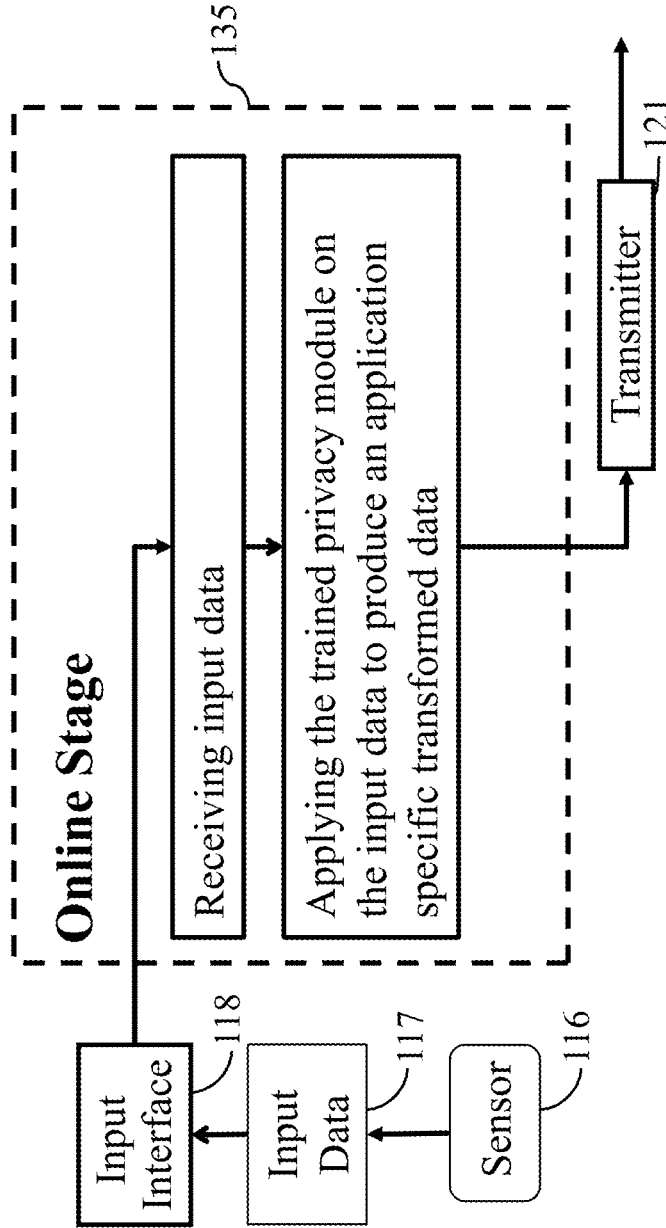 Online Stage
135
Input
Interface
118
Receiving input data
Input
Data
117
Applying the trained privacy module on
the input data to produce an application
specific transformed data
Sensor
116
Transmitter
121